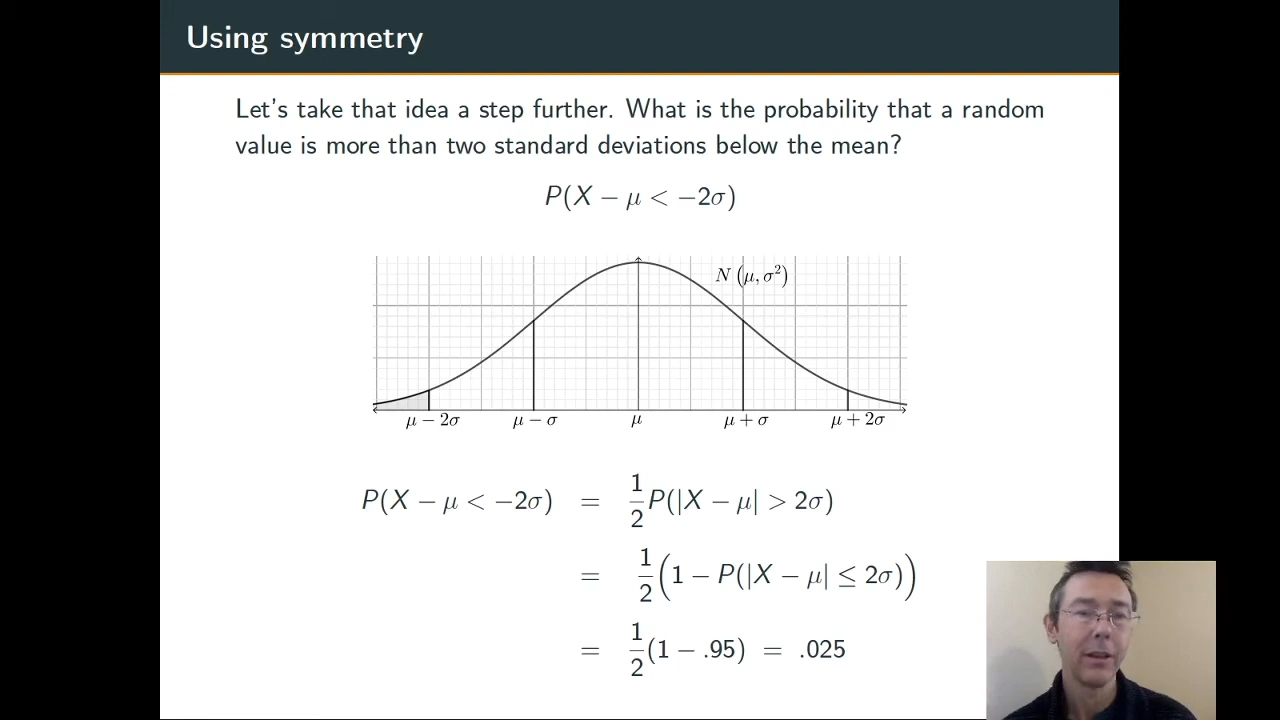 Using symmetry
Let's take that idea a step further. What is the probability that a random
value is more than two standard deviations below the mean?
P(X − μ < −2σ)
N (μ, σ²)
μ − 2σ μ − σ μ μ + σ μ + 2σ
P(X − μ < −2σ) = 1/2 P(|X − μ| > 2σ)
= 1/2 (1 − P(|X − μ| ≤ 2σ))
= 1/2 (1 − .95) = .025